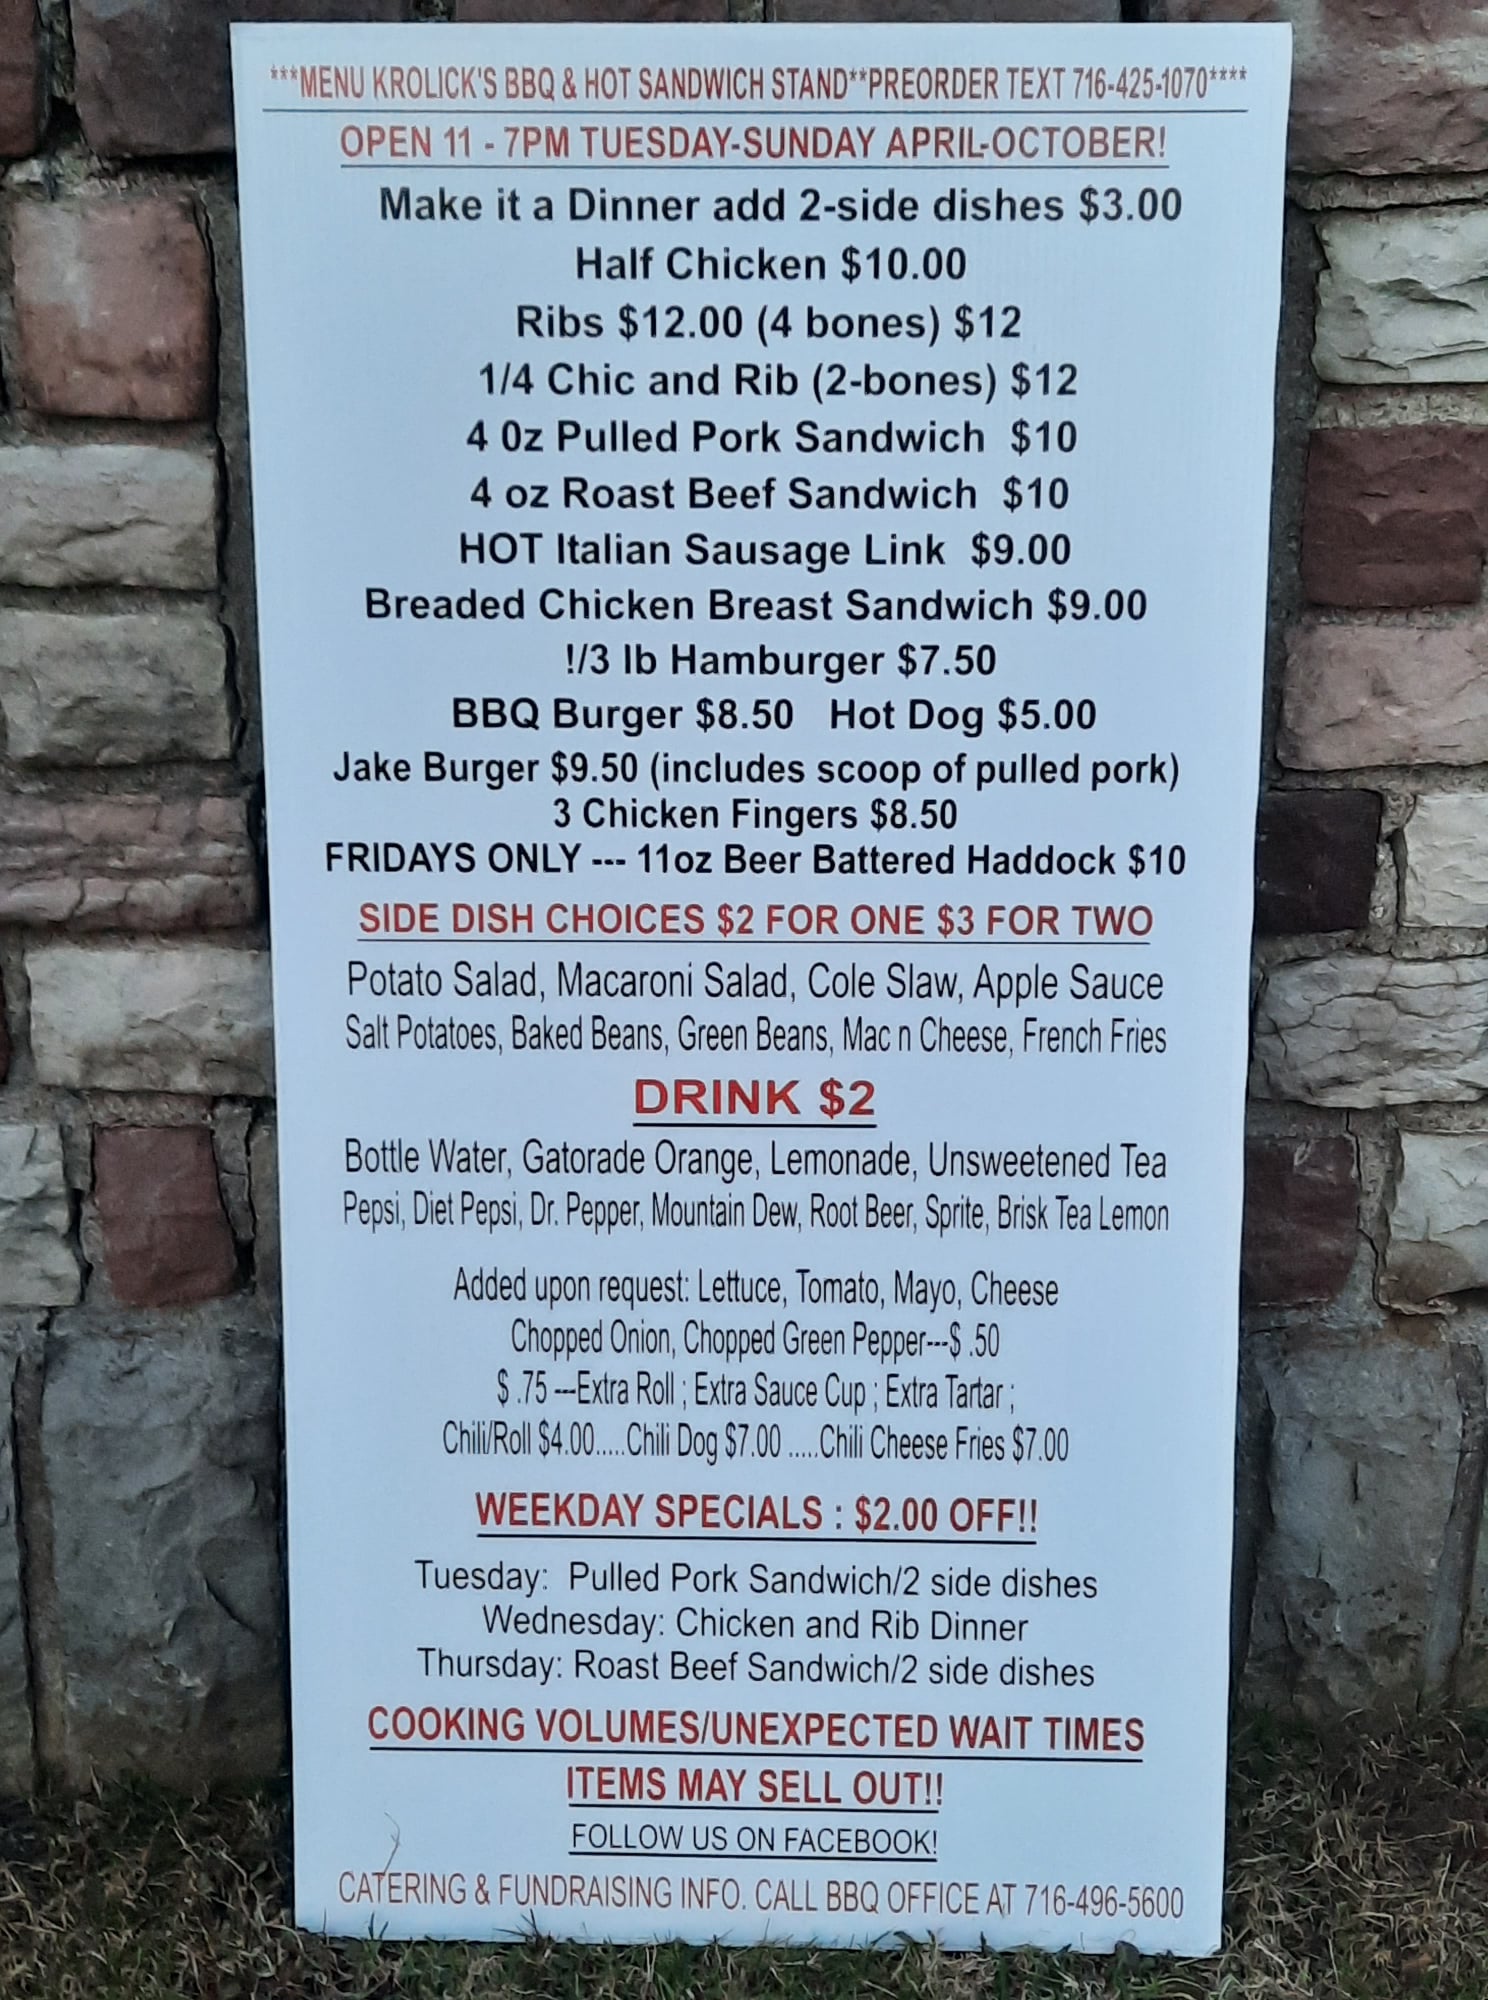 ***MENU KROLICK'S BBQ & HOT SANDWICH STAND**PREORDER TEXT 716-425-1070****
OPEN 11 - 7PM TUESDAY-SUNDAY APRIL-OCTOBER!
Make it a Dinner add 2-side dishes $3.00
Half Chicken $10.00
Ribs $12.00 (4 bones) $12
1/4 Chic and Rib (2-bones) $12
4 0z Pulled Pork Sandwich $10
4 oz Roast Beef Sandwich $10
HOT Italian Sausage Link $9.00
Breaded Chicken Breast Sandwich $9.00
!/3 lb Hamburger $7.50
BBQ Burger $8.50 Hot Dog $5.00
Jake Burger $9.50 (includes scoop of pulled pork)
3 Chicken Fingers $8.50
FRIDAYS ONLY --- 11oz Beer Battered Haddock $10
SIDE DISH CHOICES $2 FOR ONE $3 FOR TWO
Potato Salad, Macaroni Salad, Cole Slaw, Apple Sauce
Salt Potatoes, Baked Beans, Green Beans, Mac n Cheese, French Fries
DRINK $2
Bottle Water, Gatorade Orange, Lemonade, Unsweetened Tea
Pepsi, Diet Pepsi, Dr. Pepper, Mountain Dew, Root Beer, Sprite, Brisk Tea Lemon
Added upon request: Lettuce, Tomato, Mayo, Cheese
Chopped Onion, Chopped Green Pepper---$ .50
$ .75 ---Extra Roll ; Extra Sauce Cup ; Extra Tartar ;
Chili/Roll $4.00.....Chili Dog $7.00 .....Chili Cheese Fries $7.00
WEEKDAY SPECIALS : $2.00 OFF!!
Tuesday: Pulled Pork Sandwich/2 side dishes
Wednesday: Chicken and Rib Dinner
Thursday: Roast Beef Sandwich/2 side dishes
COOKING VOLUMES/UNEXPECTED WAIT TIMES
ITEMS MAY SELL OUT!!
FOLLOW US ON FACEBOOK!
CATERING & FUNDRAISING INFO. CALL BBQ OFFICE AT 716-496-5600